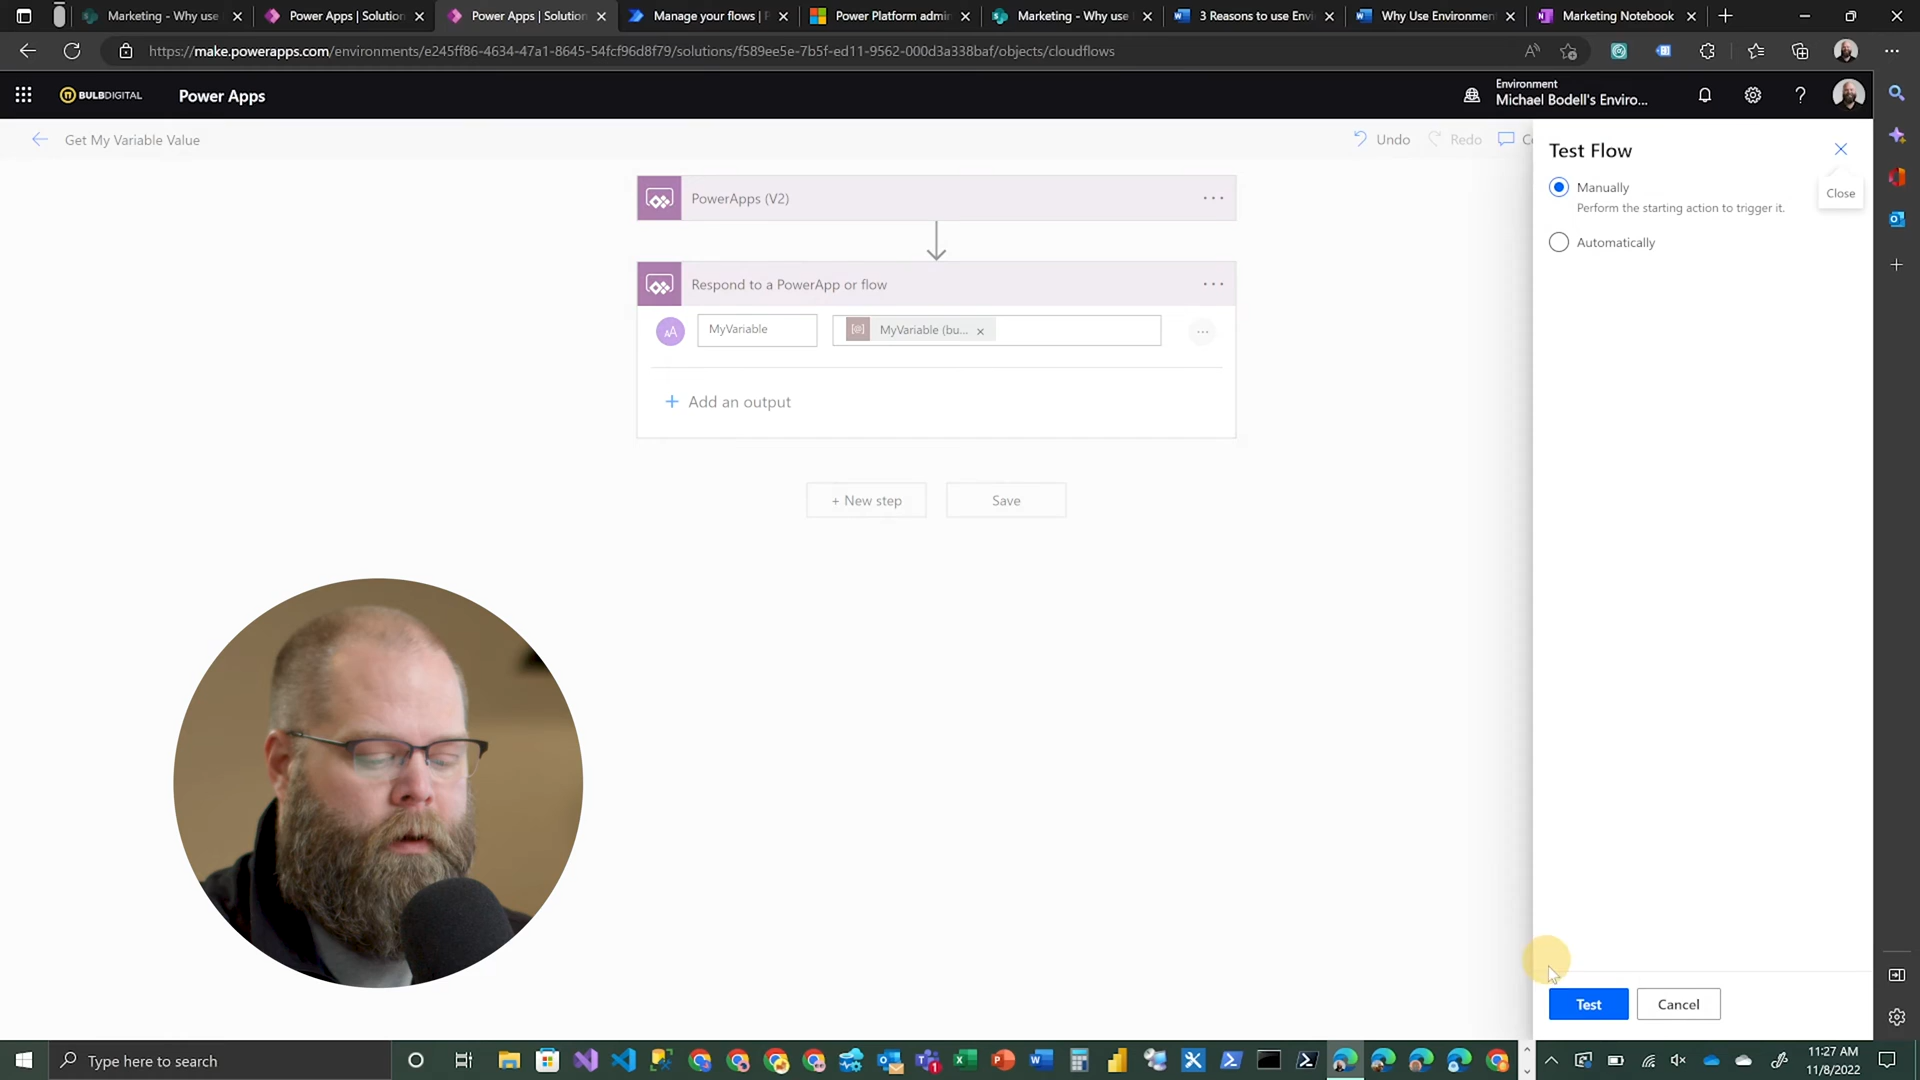 Marketing - Why use
Power Apps | Solution
Power Apps | Solution
Manage your flows | P
Power Platform admin
Marketing - Why use
3 Reasons to use Envi
Why Use Environmen
Marketing Notebook
https://make.powerapps.com/environments/e245ff86-4634-47a1-8645-54fcf96d8f79/solutions/f589ee5e-7b5f-ed11-9562-000d3a338baf/objects/cloudflows
BULBDIGITAL
Power Apps
Environment
Michael Bodell's Enviro...
Get My Variable Value
Undo
Redo
Test Flow
Close
Manually
Perform the starting action to trigger it.
Automatically
PowerApps (V2)
Respond to a PowerApp or flow
MyVariable
MyVariable (bu...
Add an output
+ New step
Save
Test
Cancel
Type here to search
11:27 AM
11/8/2022